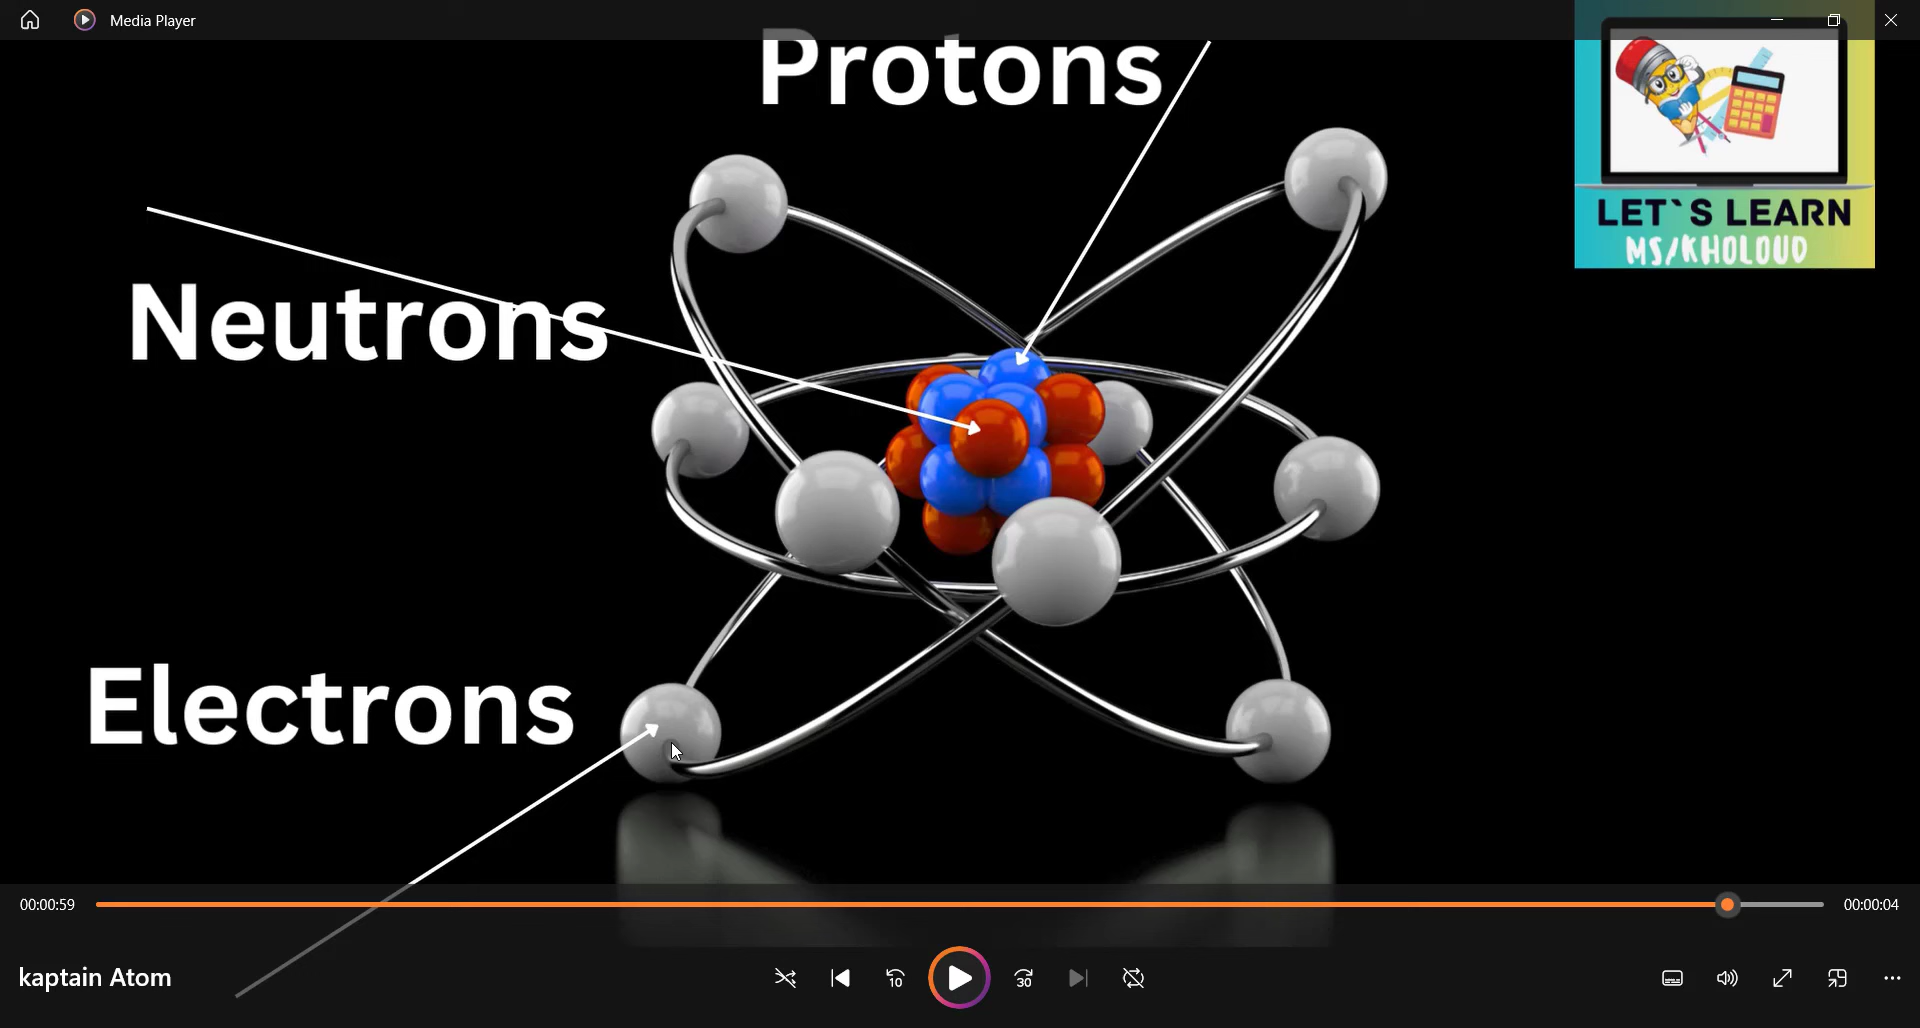 Media Player
Protons
LET`S LEARN
MS/KHOLOUD
Neutrons
Electrons
00:00:59
00:00:04
kaptain Atom
10
30